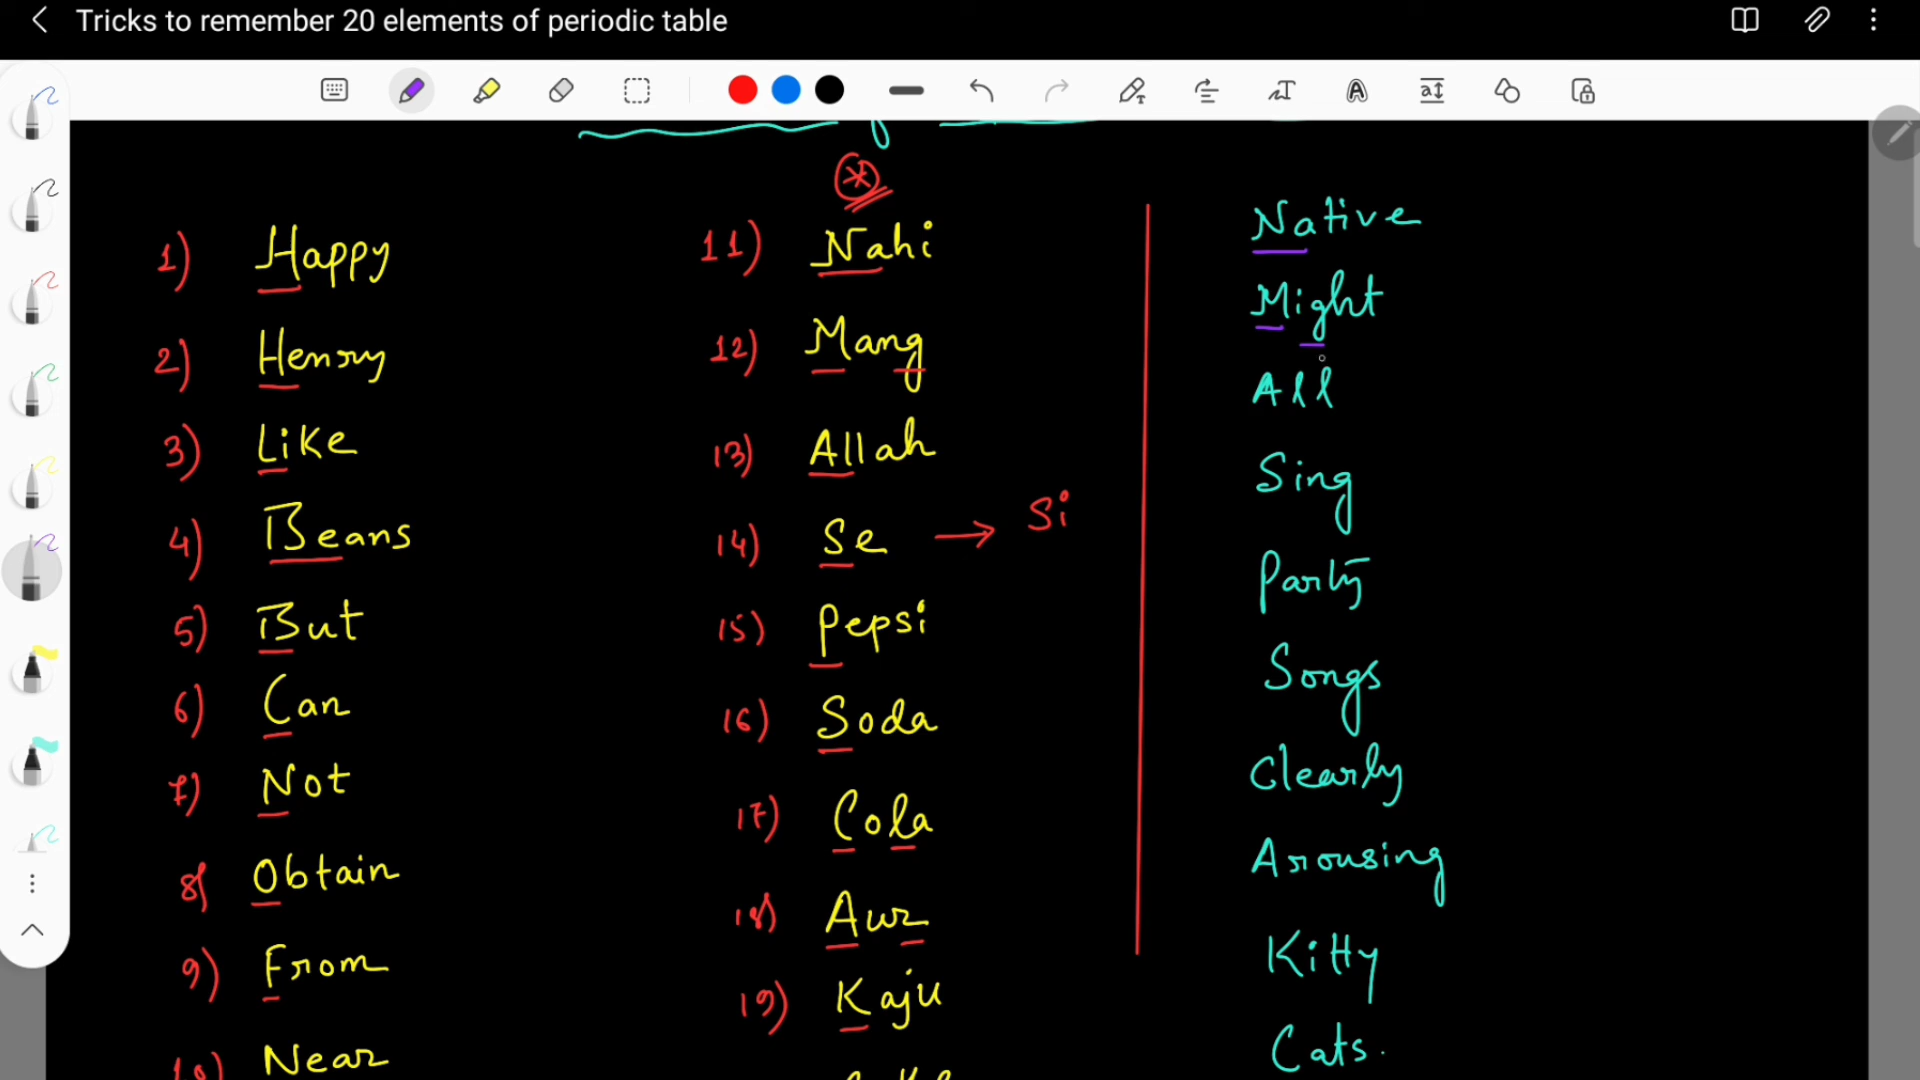 Tricks to remember 20 elements of periodic table
1) Happy
2) Henry
3) Like
4) Beans
5) But
6) Can
7) Not
8) Obtain
9) From
10) Near
11) Nahi
12) Mang
13) Allah
14) Se → Si
15) Pepsi
16) Soda
17) Cola
18) Aur
19) Kaju
Native
Might
All
Sing
Party
Songs
Clearly
Arousing
Kitty
Cats.